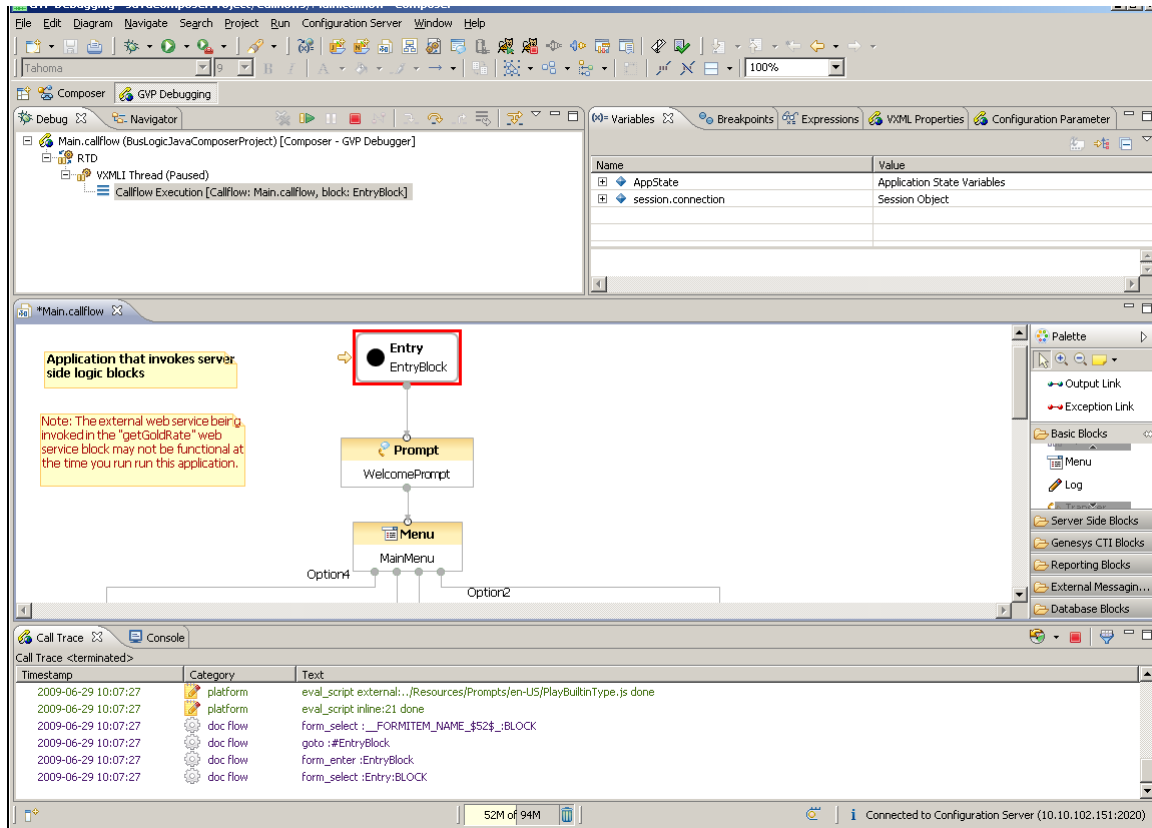 GVP Debugging - JavaComposerProject/Callflows/Main.callflow - Composer
File Edit Diagram Navigate Search Project Run Configuration Server Window Help
Tahoma 9 B I A 100%
Composer GVP Debugging
Debug Navigator
Main.callflow (BusLogicJavaComposerProject) [Composer - GVP Debugger]
RTD
VXMLI Thread (Paused)
Callflow Execution [Callflow: Main.callflow, block: EntryBlock]
(x)= Variables Breakpoints Expressions VXML Properties Configuration Parameter
Name Value
AppState Application State Variables
session.connection Session Object
*Main.callflow
Application that invokes server
side logic blocks
Note: The external web service being
invoked in the "getGoldRate" web
service block may not be functional at
the time you run run this application.
Entry
EntryBlock
Prompt
WelcomePrompt
Menu
MainMenu
Option4
Option2
Palette
Output Link
Exception Link
Basic Blocks
Menu
Log
Transfer
Server Side Blocks
Genesys CTI Blocks
Reporting Blocks
External Messagin...
Database Blocks
Call Trace Console
Call Trace <terminated>
Timestamp Category Text
2009-06-29 10:07:27 platform eval_script external:../Resources/Prompts/en-US/PlayBuiltinType.js done
2009-06-29 10:07:27 platform eval_script inline:21 done
2009-06-29 10:07:27 doc flow form_select :__FORMITEM_NAME_$52$_:BLOCK
2009-06-29 10:07:27 doc flow goto :#EntryBlock
2009-06-29 10:07:27 doc flow form_enter :EntryBlock
2009-06-29 10:07:27 doc flow form_select :Entry:BLOCK
52M of 94M
Connected to Configuration Server (10.10.102.151:2020)